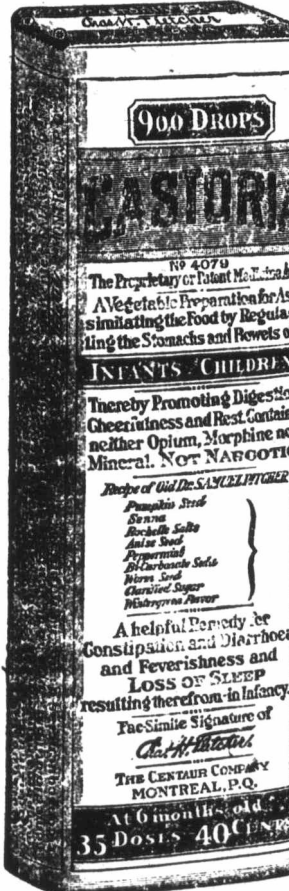 Chas. H. Fletcher
900 DROPS
CASTORIA
Nº 4079
The Proprietary or Patent Medicine A
A Vegetable Preparation for As-
similating the Food by Regula-
ting the Stomachs and Bowels o
INFANTS CHILDREN
Thereby Promoting Digestion
Cheerfulness and Rest. Contain
neither Opium, Morphine no
Mineral. NOT NARCOTIC
Recipe of Old Dr. SAMUEL PITCHER
Pumpkin Seed
Senna
Rochelle Salts
Anise Seed
Peppermint
Bi Carbonate Soda
Worm Seed
Clarified Sugar
Wintergreen Flavor
A helpful Remedy for
Constipation and Diarrhoea
and Feverishness and
LOSS OF SLEEP
resulting therefrom in Infancy.
Fac-Simile Signature of
Chas. H. Fletcher.
THE CENTAUR COMPANY
MONTREAL, P.Q.
At 6 months old
35 DOSES 40 CENTS